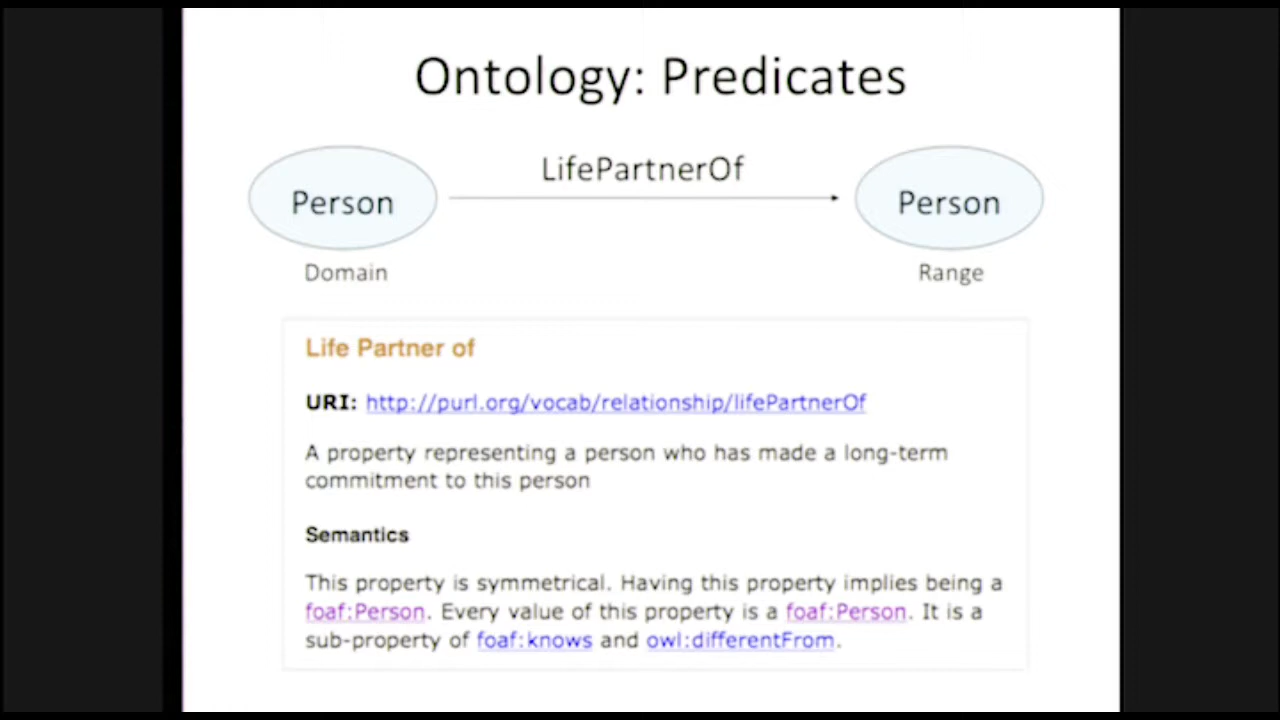 Ontology: Predicates
LifePartnerOf
Person
Person
Domain
Range
Life Partner of
URI: http://purl.org/vocab/relationship/lifePartnerOf
A property representing a person who has made a long-term
commitment to this person
Semantics
This property is symmetrical. Having this property implies being a
foaf:Person. Every value of this property is a foaf:Person. It is a
sub-property of foaf:knows and owl:differentFrom.